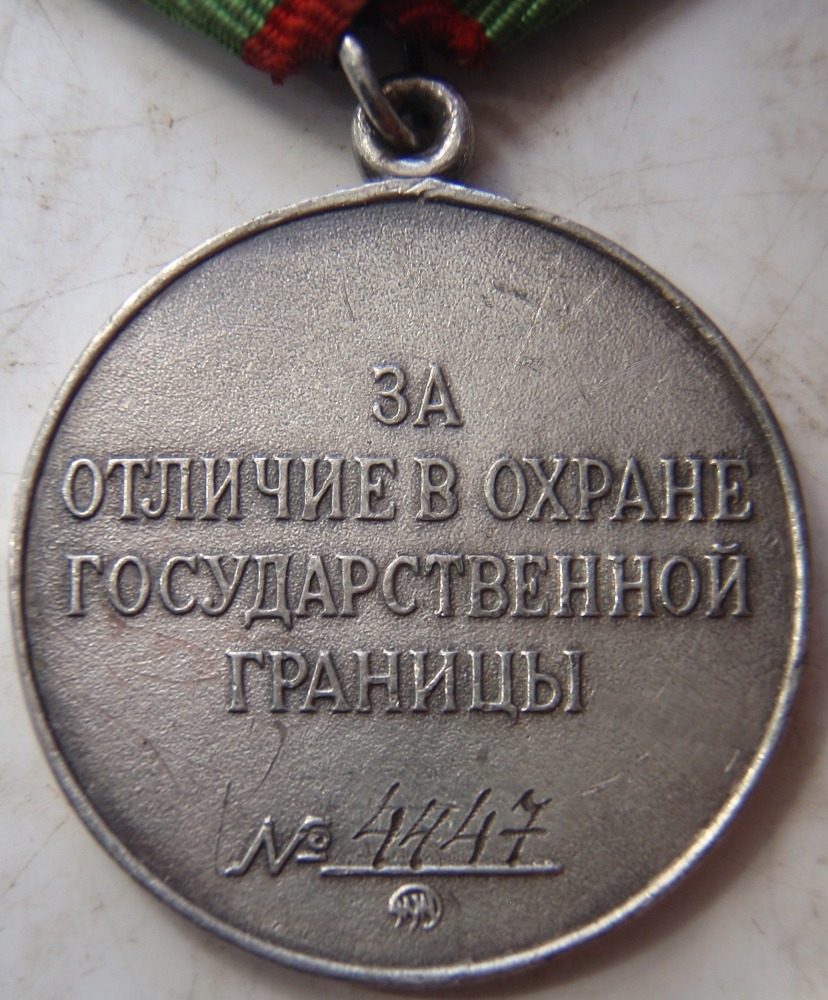 ЗА
ОТЛИЧИЕ В ОХРАНЕ
ГОСУДАРСТВЕННОЙ
ГРАНИЦЫ
№ 4447